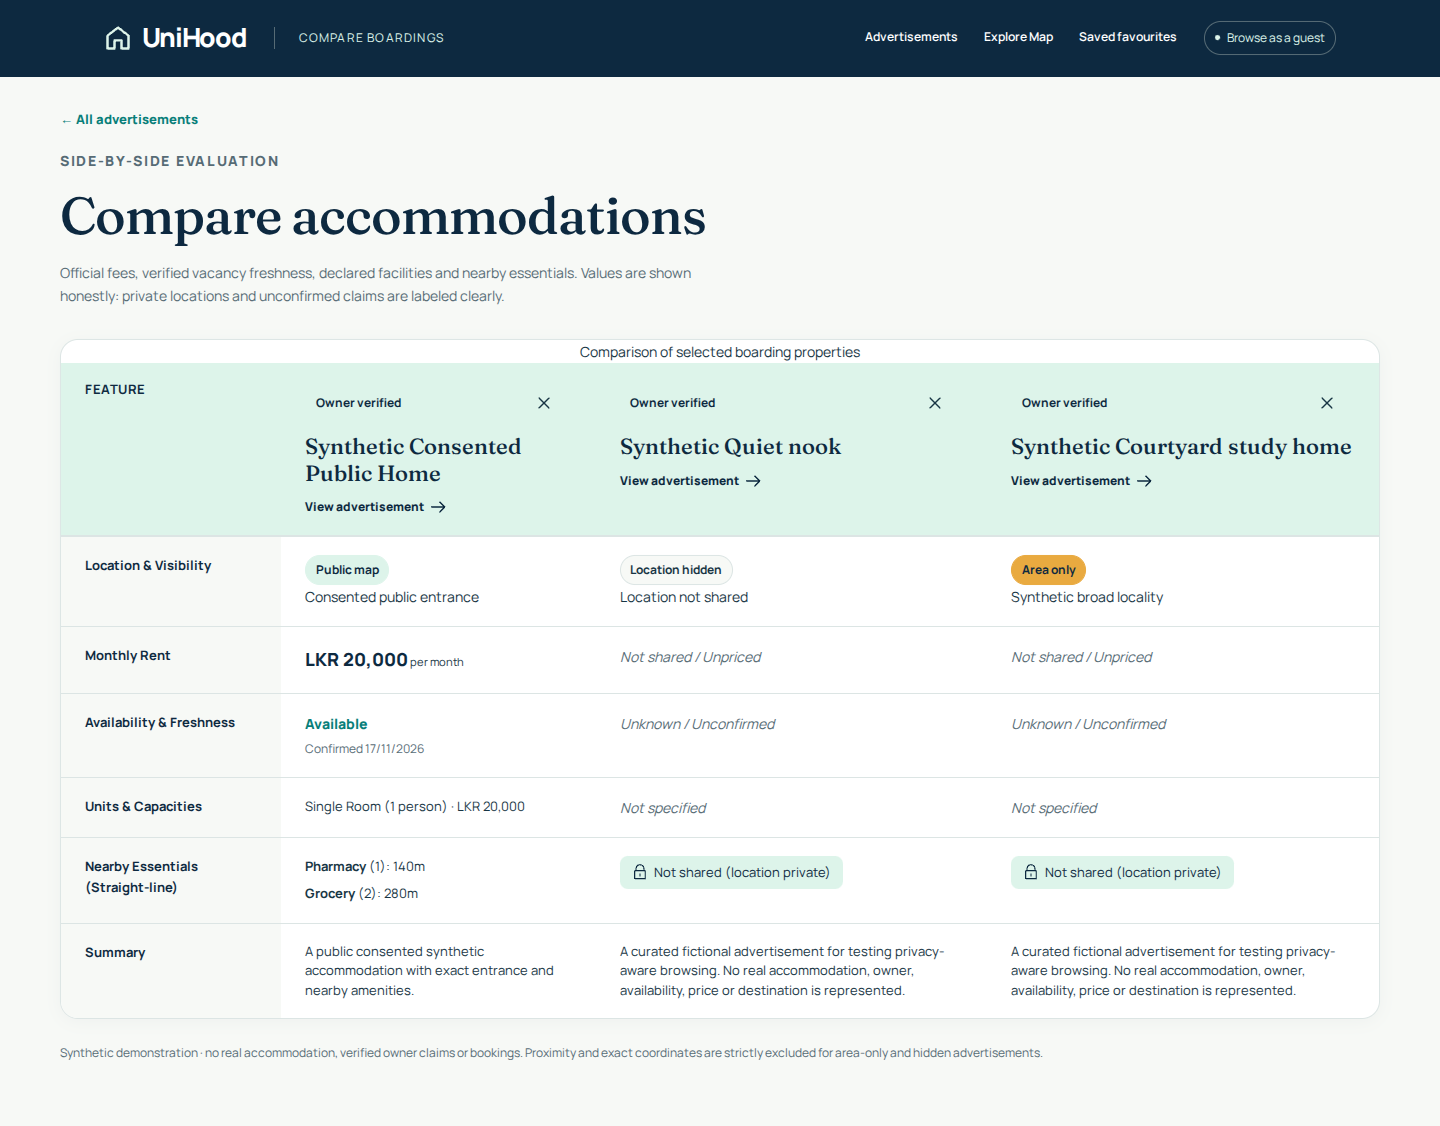 UniHood
COMPARE BOARDINGS
Advertisements
Explore Map
Saved favourites
Browse as a guest
← All advertisements
SIDE-BY-SIDE EVALUATION
Compare accommodations
Official fees, verified vacancy freshness, declared facilities and nearby essentials. Values are shown
honestly: private locations and unconfirmed claims are labeled clearly.
Comparison of selected boarding properties
FEATURE
Owner verified
Synthetic Consented
Public Home
View advertisement →
Owner verified
Synthetic Quiet nook
View advertisement →
Owner verified
Synthetic Courtyard study home
View advertisement →
Location & Visibility
Public map
Consented public entrance
Location hidden
Location not shared
Area only
Synthetic broad locality
Monthly Rent
LKR 20,000 per month
Not shared / Unpriced
Not shared / Unpriced
Availability & Freshness
Available
Confirmed 17/11/2026
Unknown / Unconfirmed
Unknown / Unconfirmed
Units & Capacities
Single Room (1 person) · LKR 20,000
Not specified
Not specified
Nearby Essentials
(Straight-line)
Pharmacy (1): 140m
Grocery (2): 280m
Not shared (location private)
Not shared (location private)
Summary
A public consented synthetic
accommodation with exact entrance and
nearby amenities.
A curated fictional advertisement for testing privacy-
aware browsing. No real accommodation, owner,
availability, price or destination is represented.
A curated fictional advertisement for testing privacy-
aware browsing. No real accommodation, owner,
availability, price or destination is represented.
Synthetic demonstration · no real accommodation, verified owner claims or bookings. Proximity and exact coordinates are strictly excluded for area-only and hidden advertisements.